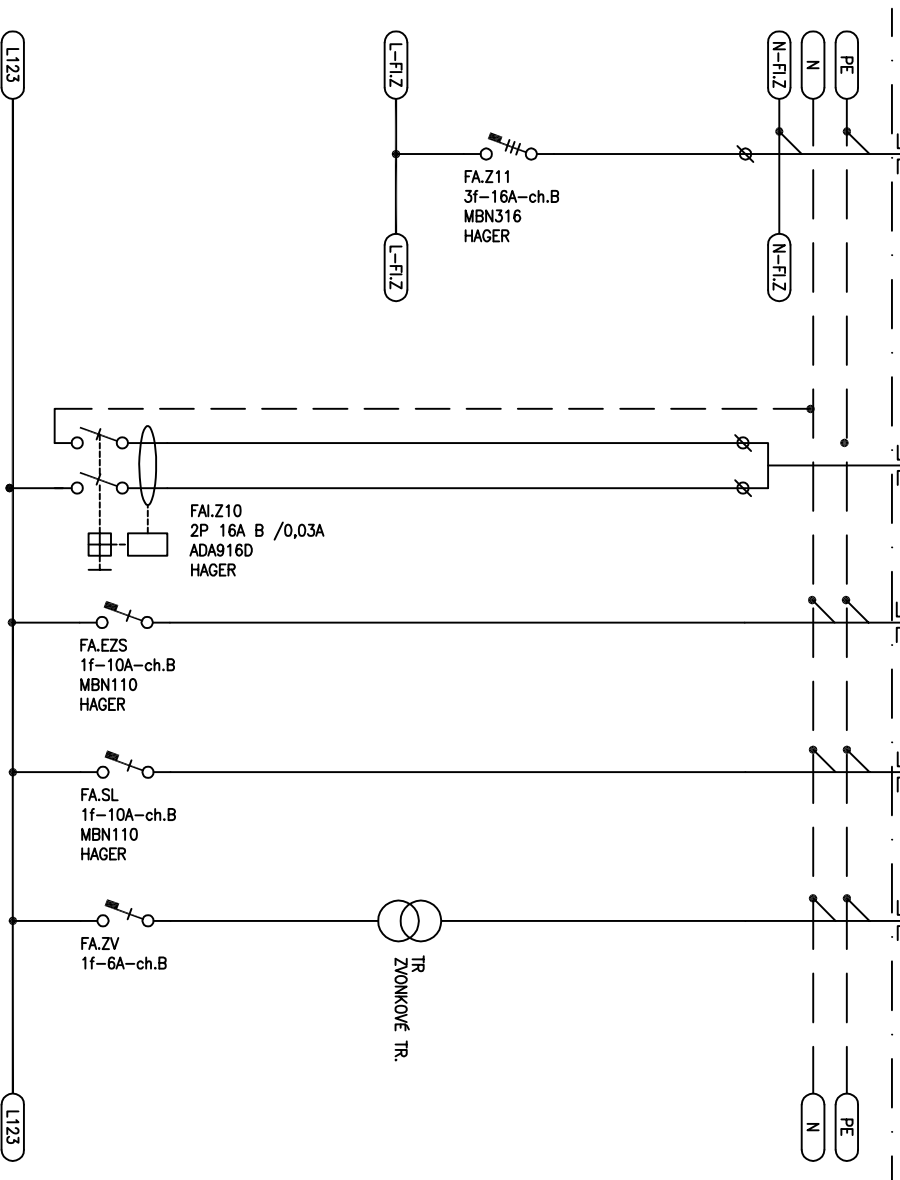 L123
L-FI.Z
N-FI.Z
N
PE
FA.Z11
3f-16A-ch.B
MBN316
HAGER
L-FI.Z
N-FI.Z
FAI.Z10
2P 16A B /0,03A
ADA916D
HAGER
FA.EZS
1f-10A-ch.B
MBN110
HAGER
FA.SL
1f-10A-ch.B
MBN110
HAGER
FA.ZV
1f-6A-ch.B
TR
ZVONKOVÉ TR.
L123
N
PE